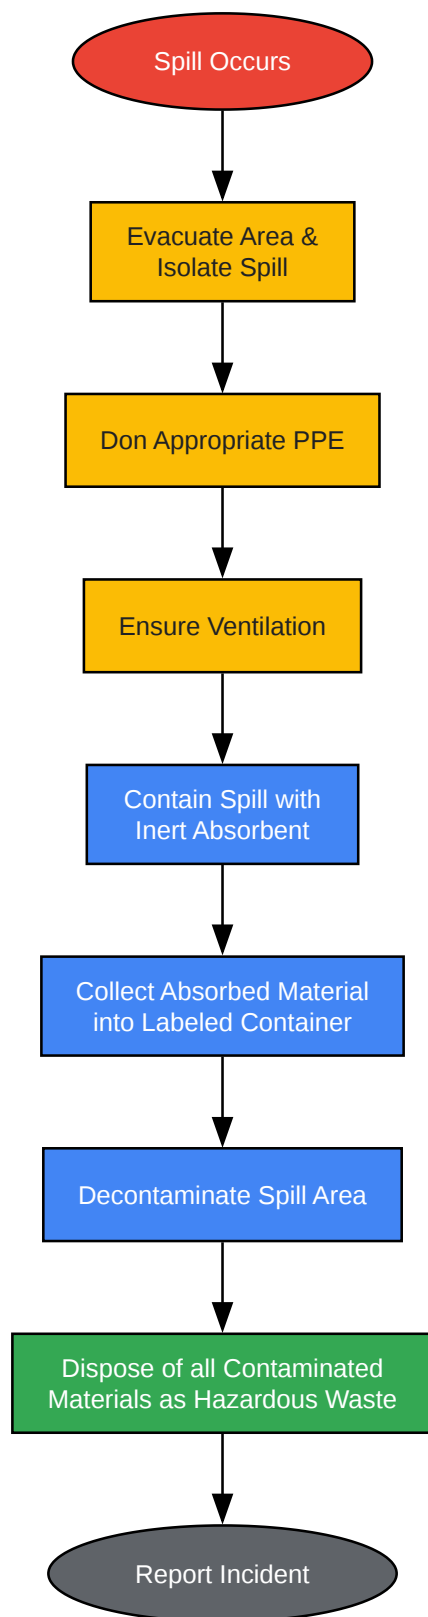 Spill Occurs
Evacuate Area &
Isolate Spill
Don Appropriate PPE
Ensure Ventilation
Contain Spill with
Inert Absorbent
Collect Absorbed Material
into Labeled Container
Decontaminate Spill Area
Dispose of all Contaminated
Materials as Hazardous Waste
Report Incident